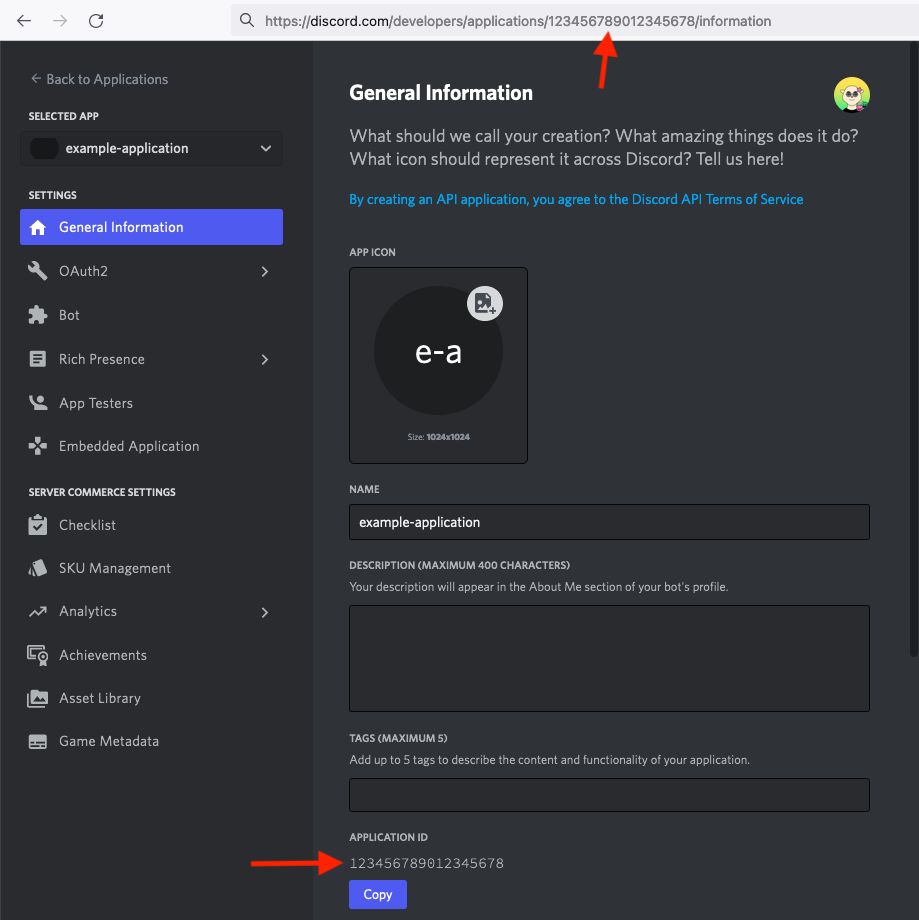 https://discord.com/developers/applications/123456789012345678/information
Back to Applications
SELECTED APP
example-application
SETTINGS
General Information
OAuth2
Bot
Rich Presence
App Testers
Embedded Application
SERVER COMMERCE SETTINGS
Checklist
SKU Management
Analytics
Achievements
Asset Library
Game Metadata
General Information
What should we call your creation? What amazing things does it do?
What icon should represent it across Discord? Tell us here!
By creating an API application, you agree to the Discord API Terms of Service
APP ICON
e-a
Size: 1024x1024
NAME
example-application
DESCRIPTION (MAXIMUM 400 CHARACTERS)
Your description will appear in the About Me section of your bot's profile.
TAGS (MAXIMUM 5)
Add up to 5 tags to describe the content and functionality of your application.
APPLICATION ID
123456789012345678
Copy